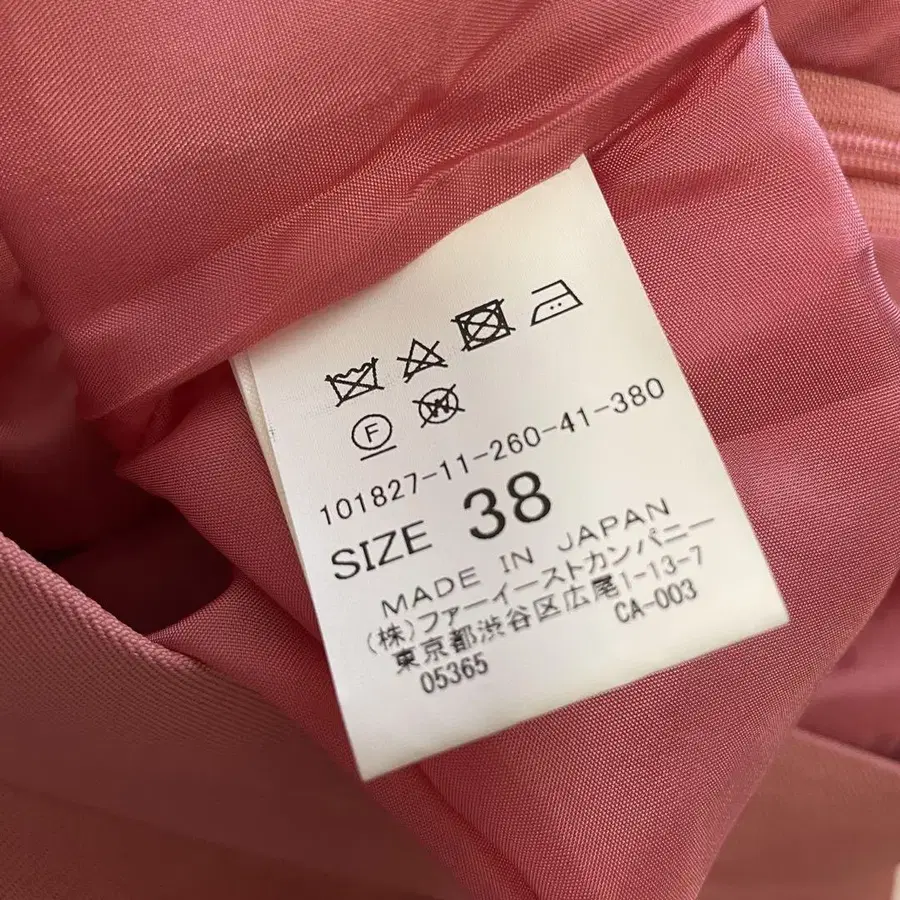 F W
101827-11-260-41-380
SIZE 38
MADE IN JAPAN
(株)ファーイーストカンパニー
東京都渋谷区広尾1-13-7
05365 CA-003